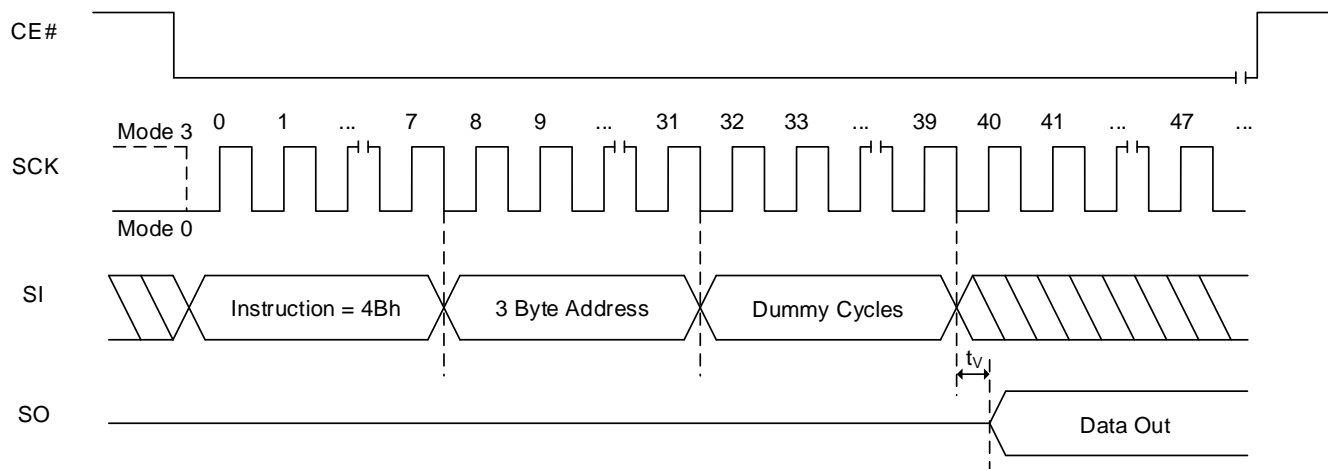 CE#
0 1 ... 7 8 9 ... 31 32 33 ... 39 40 41 ... 47 ...
Mode 3
SCK
Mode 0
SI
Instruction = 4Bh
3 Byte Address
Dummy Cycles
tV
SO
Data Out